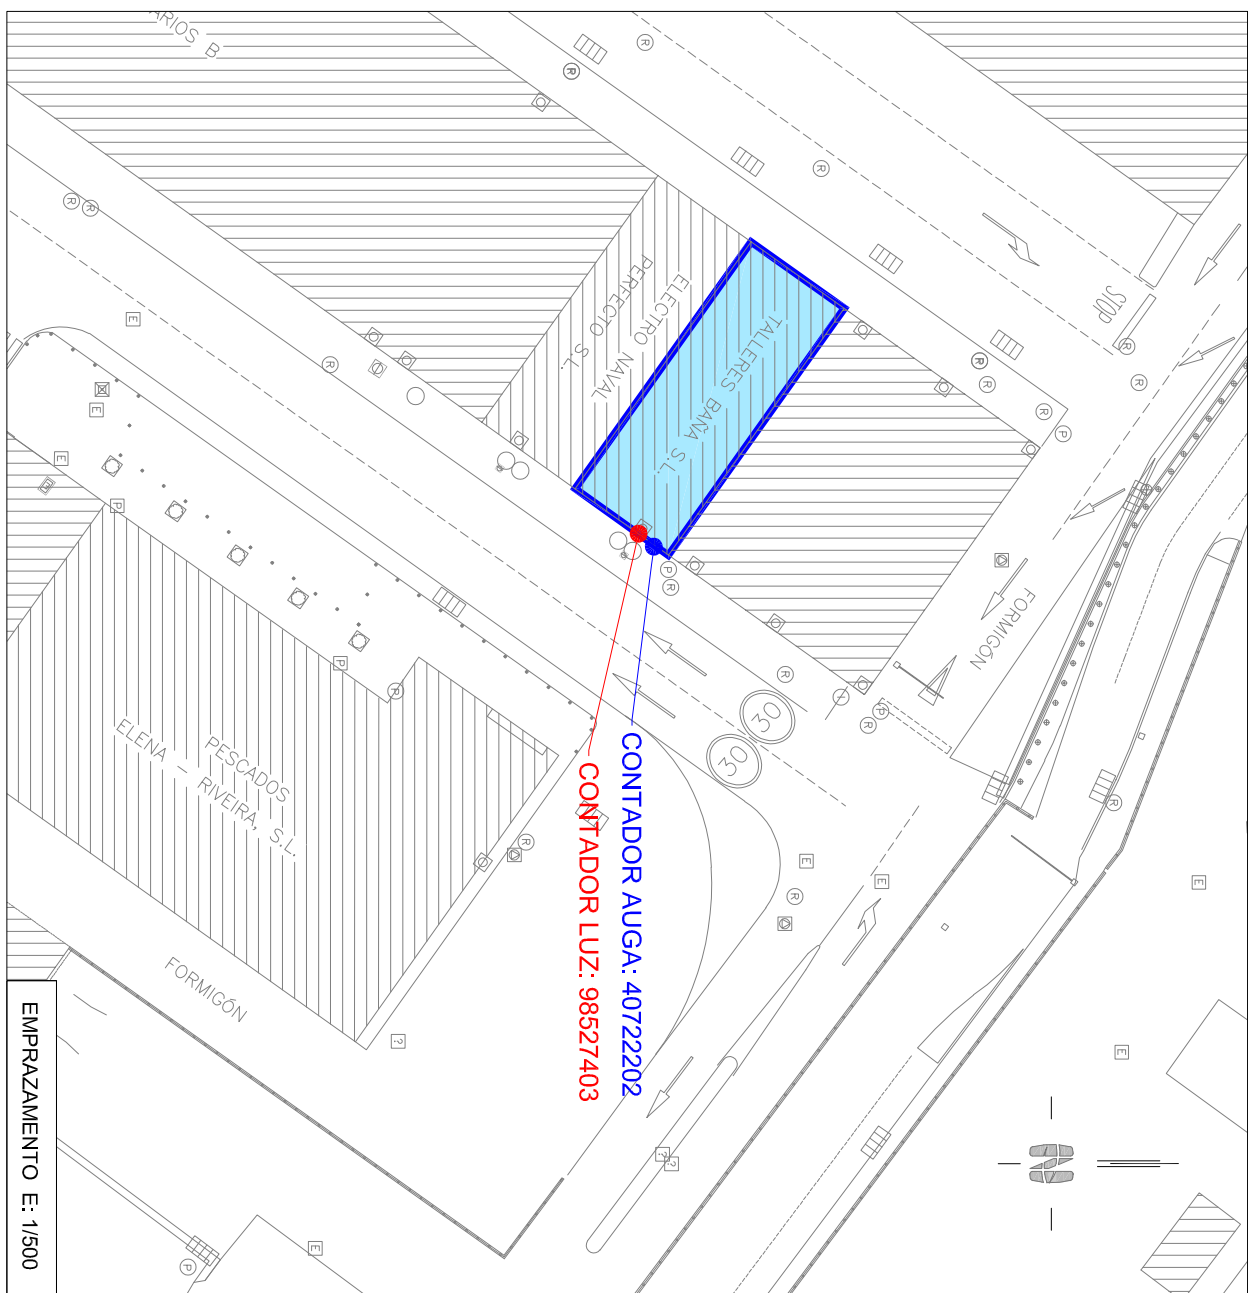 ARIOS B
ELECTRO NAVAL
PERFECTO S.L.
TALLERES BAÑA S.L.
STOP
FORMIGÓN
30
30
CONTADOR AUGA: 40722202
CONTADOR LUZ: 98527403
PESCADOS
ELENA - RIVEIRA, S.L.
FORMIGÓN
EMPRAZAMENTO E: 1/500
R
R
R
R
R
R
R
R
R
R
R
P
P
R
R
I
P
R
R
R
R
R
P
P
P
E
E
E
E
E
E
E
E
?
?
?
N